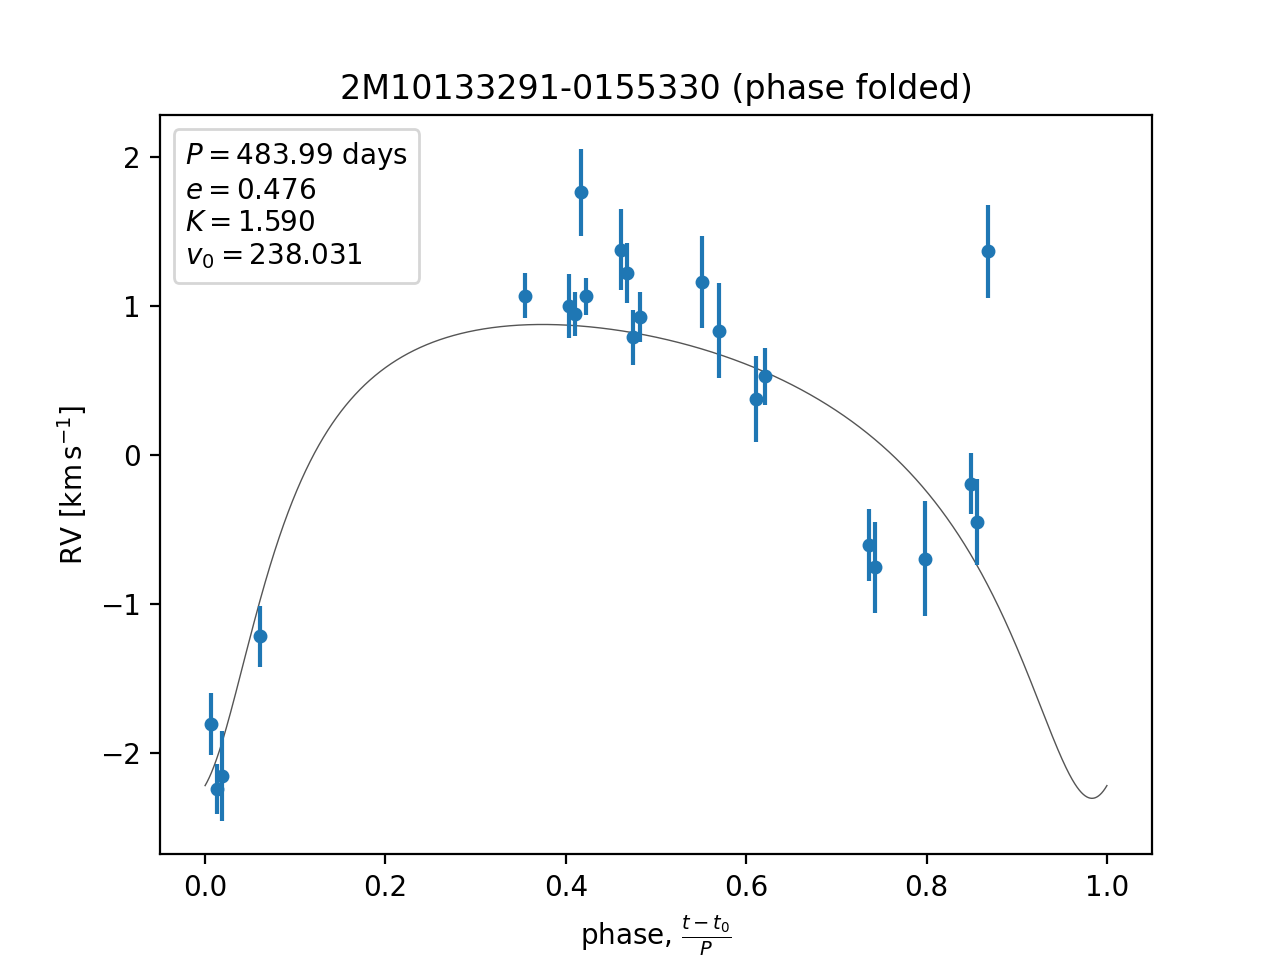 2M10133291-0155330 (phase folded)
P = 483.99 days
e = 0.476
K = 1.590
v₀ = 238.031
2
1
0
−1
−2
RV [km s⁻¹]
0.0 0.2 0.4 0.6 0.8 1.0
phase, (t − t₀)/P